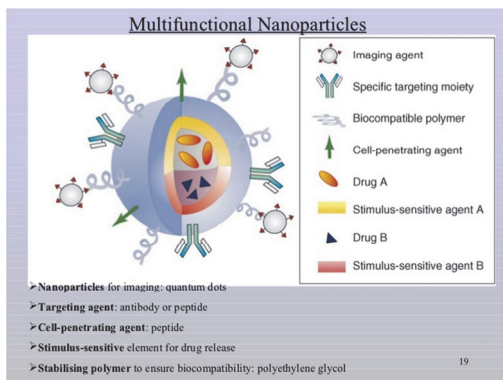 Multifunctional Nanoparticles
Imaging agent
Specific targeting moiety
Biocompatible polymer
Cell-penetrating agent
Drug A
Stimulus-sensitive agent A
Drug B
Stimulus-sensitive agent B
➢Nanoparticles for imaging: quantum dots
➢Targeting agent: antibody or peptide
➢Cell-penetrating agent: peptide
➢Stimulus-sensitive element for drug release
➢Stabilising polymer to ensure biocompatibility: polyethylene glycol
19